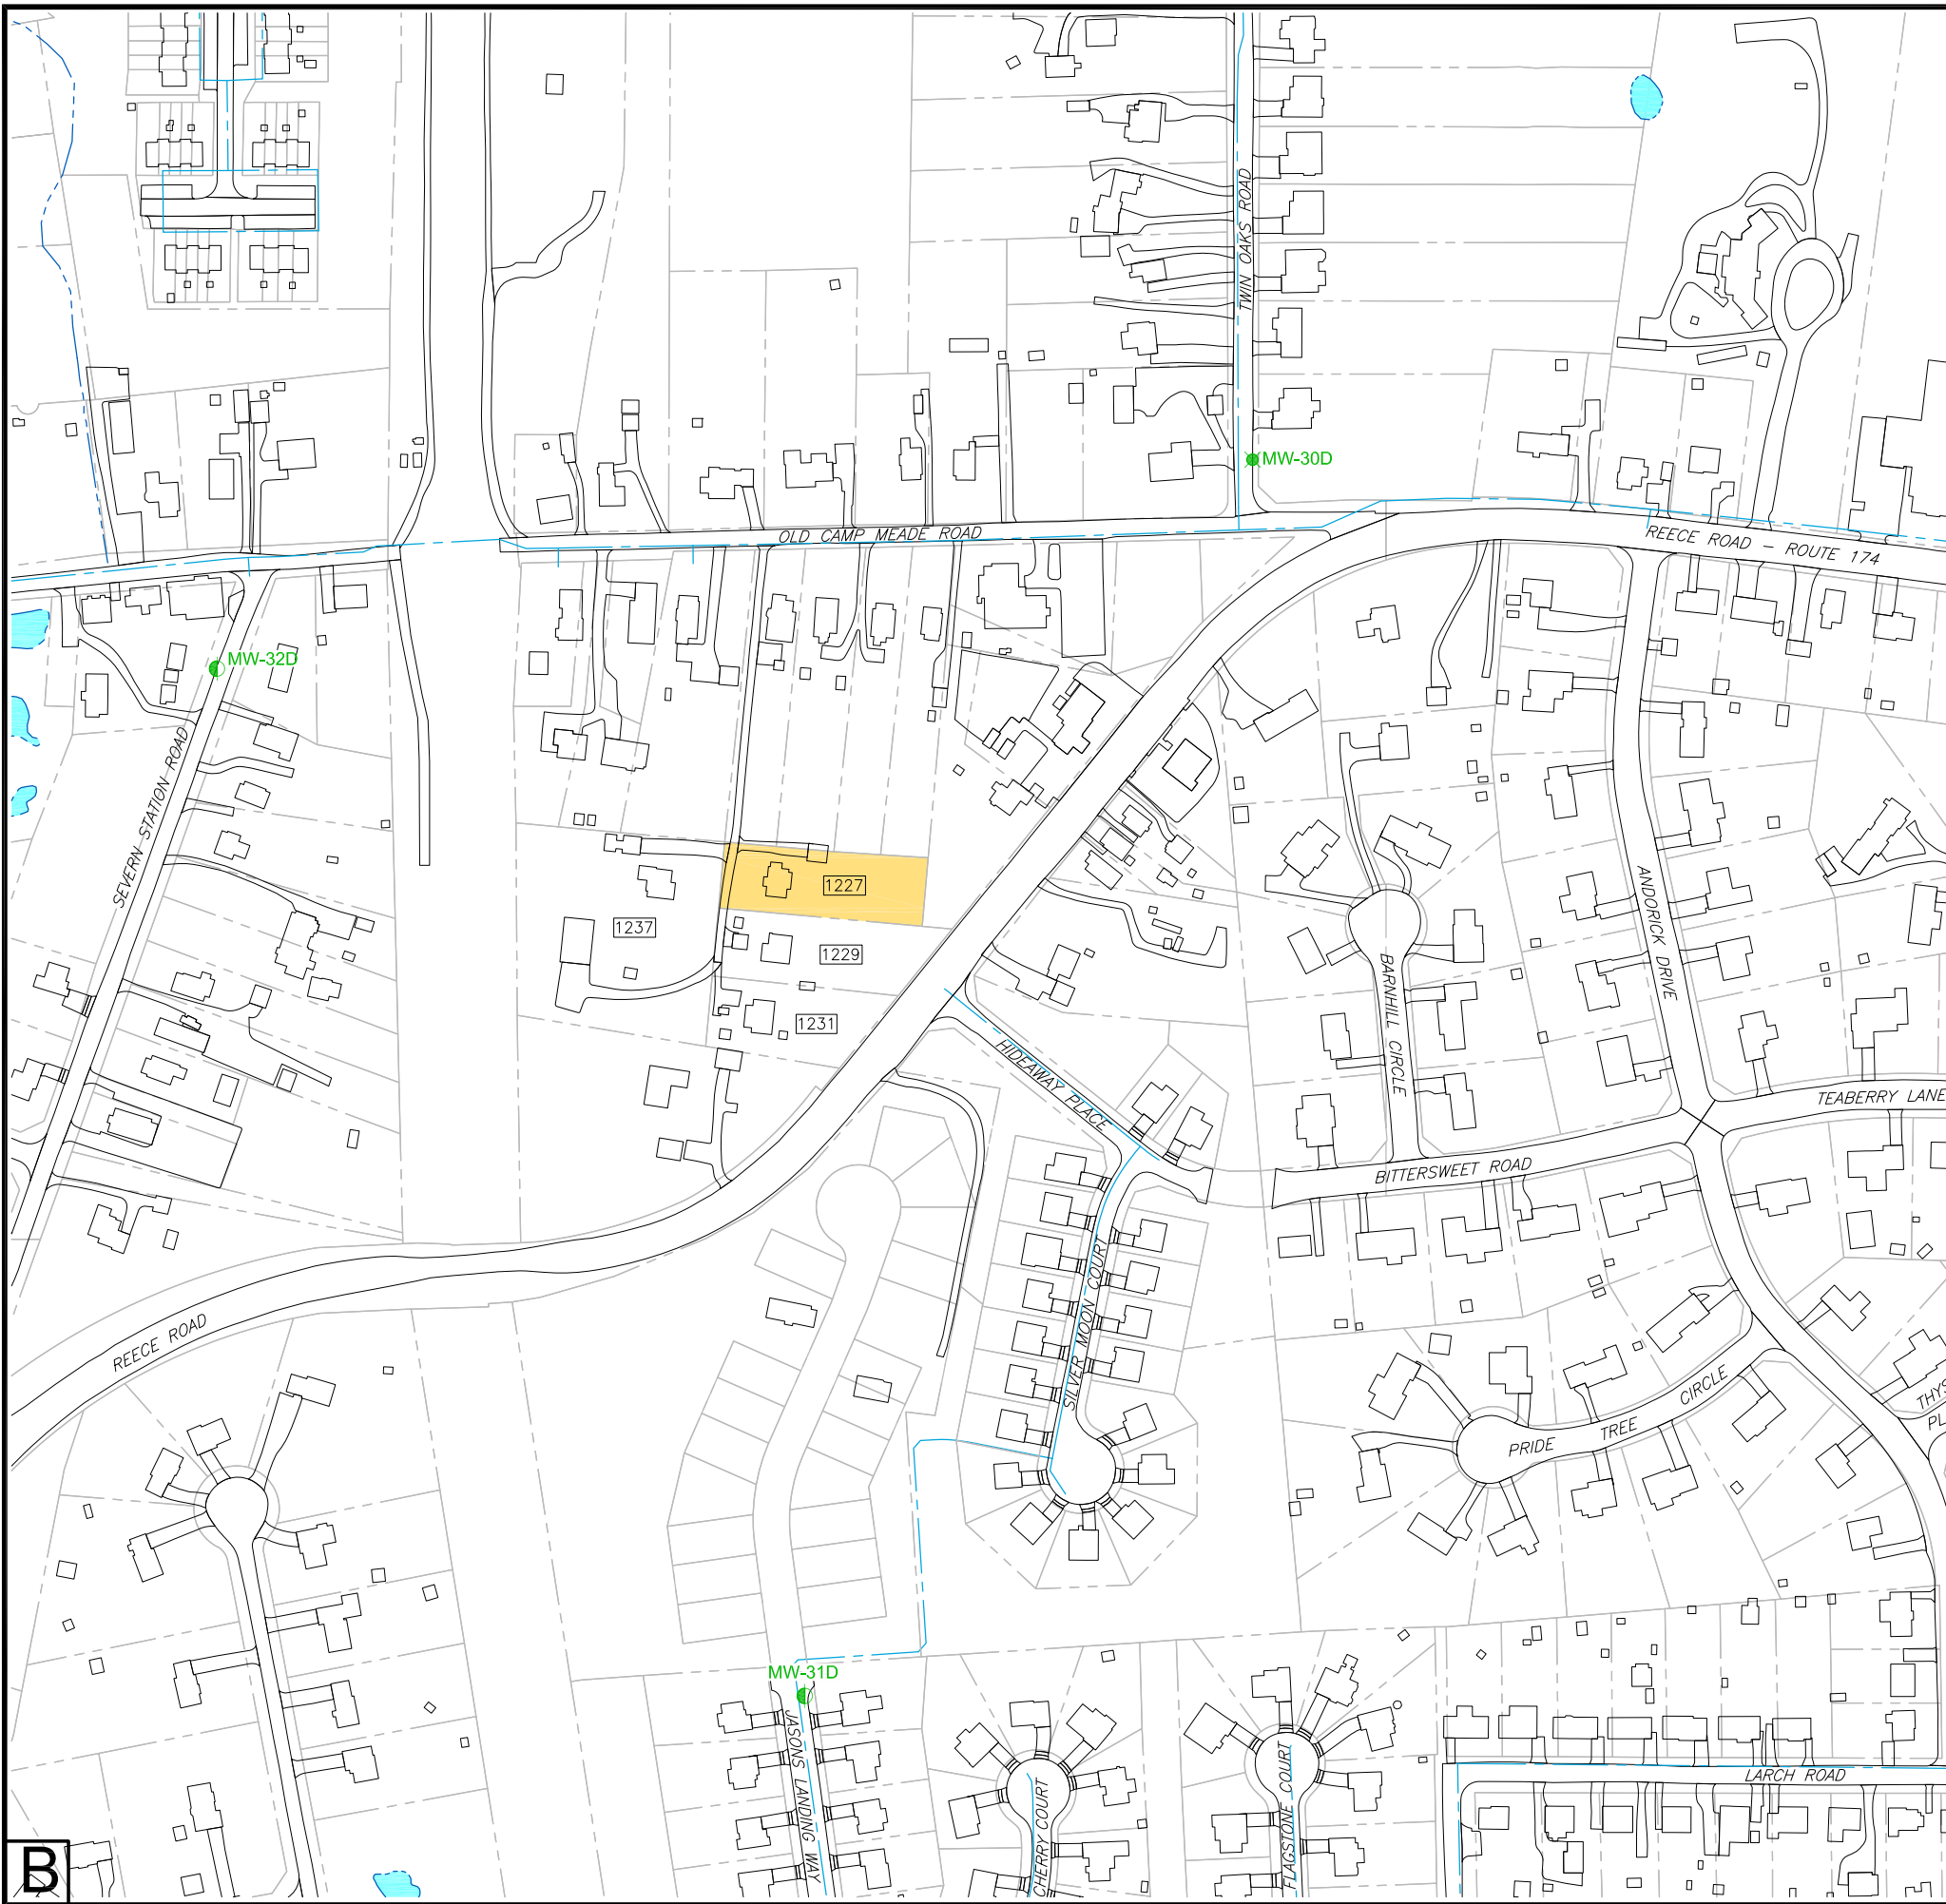 TWIN OAKS ROAD
MW-30D
OLD CAMP MEADE ROAD
REECE ROAD - ROUTE 174
MW-32D
SEVERN STATION ROAD
1227
1237
1229
1231
ANDORICK DRIVE
BARNHILL CIRCLE
HIDEAWAY PLACE
TEABERRY LANE
BITTERSWEET ROAD
SILVER MOON COURT
REECE ROAD
PRIDE TREE CIRCLE
THYS
PL
MW-31D
JASONS LANDING WAY
CHERRY COURT
FLAGSTONE COURT
LARCH ROAD
B